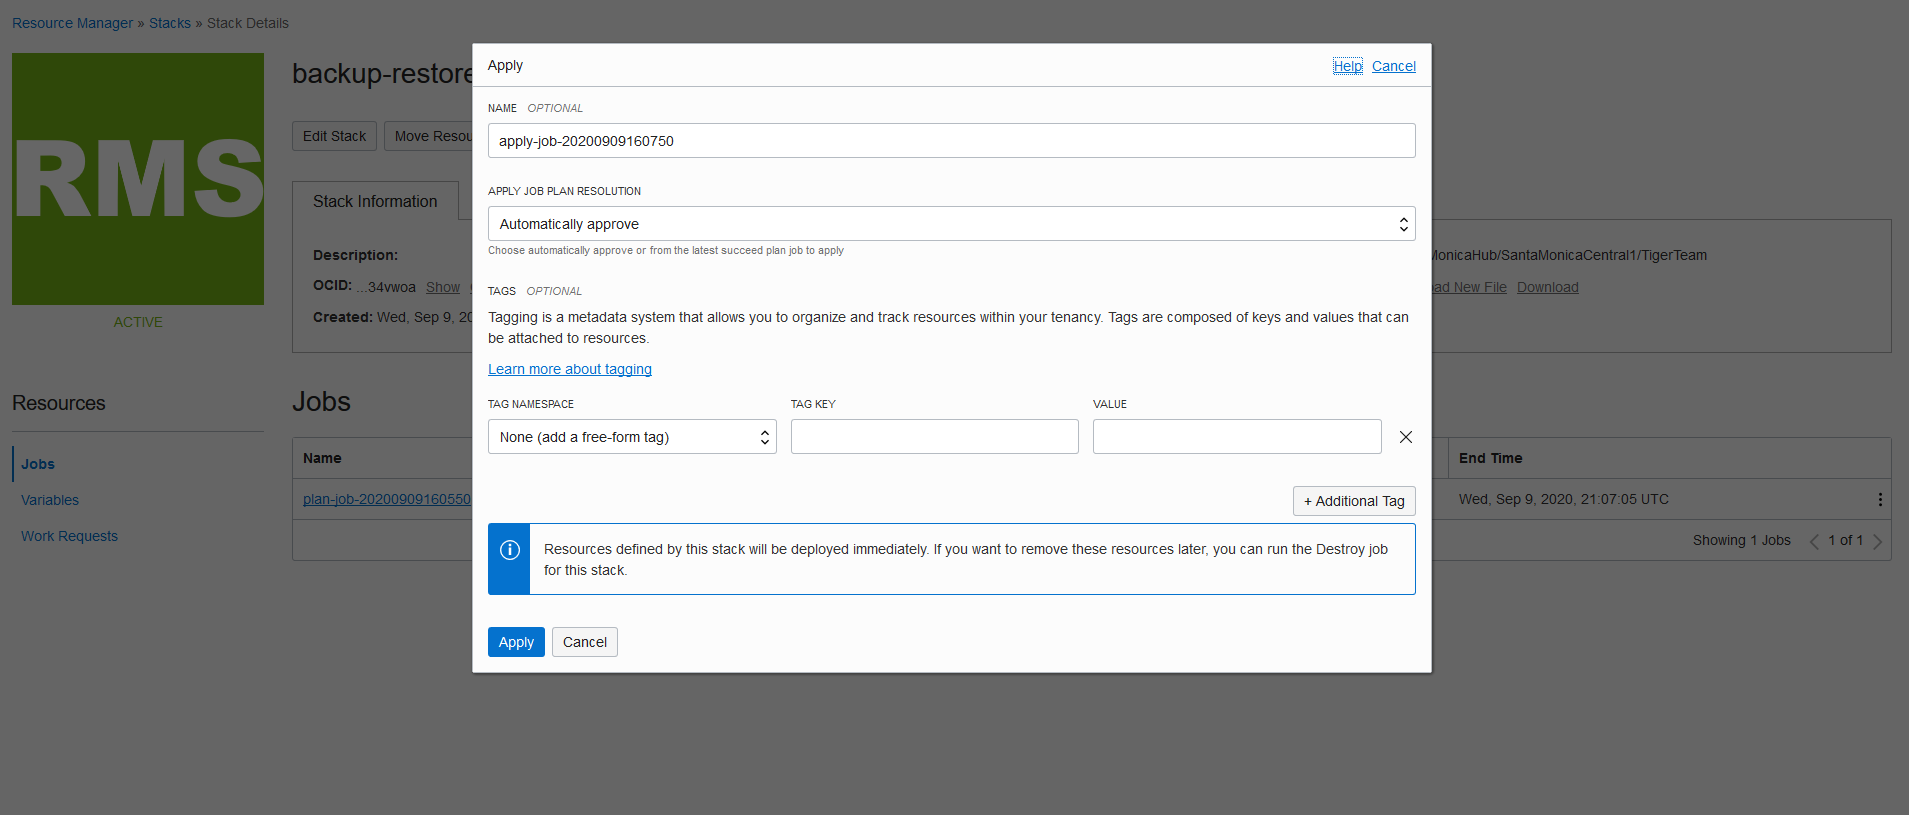 Resource Manager » Stacks » Stack Details
RMS
ACTIVE
backup-restore
Edit Stack
Move Resou
Stack Information
Description:
OCID: ...34vwoa Show
Created: Wed, Sep 9, 20
MonicaHub/SantaMonicaCentral1/TigerTeam
ad New File Download
Resources
Jobs
Variables
Work Requests
Jobs
Name
End Time
plan-job-20200909160550
Wed, Sep 9, 2020, 21:07:05 UTC
Showing 1 Jobs
1 of 1
Apply
Help Cancel
NAME OPTIONAL
apply-job-20200909160750
APPLY JOB PLAN RESOLUTION
Automatically approve
Choose automatically approve or from the latest succeed plan job to apply
TAGS OPTIONAL
Tagging is a metadata system that allows you to organize and track resources within your tenancy. Tags are composed of keys and values that can
be attached to resources.
Learn more about tagging
TAG NAMESPACE
TAG KEY
VALUE
None (add a free-form tag)
+ Additional Tag
Resources defined by this stack will be deployed immediately. If you want to remove these resources later, you can run the Destroy job
for this stack.
Apply
Cancel